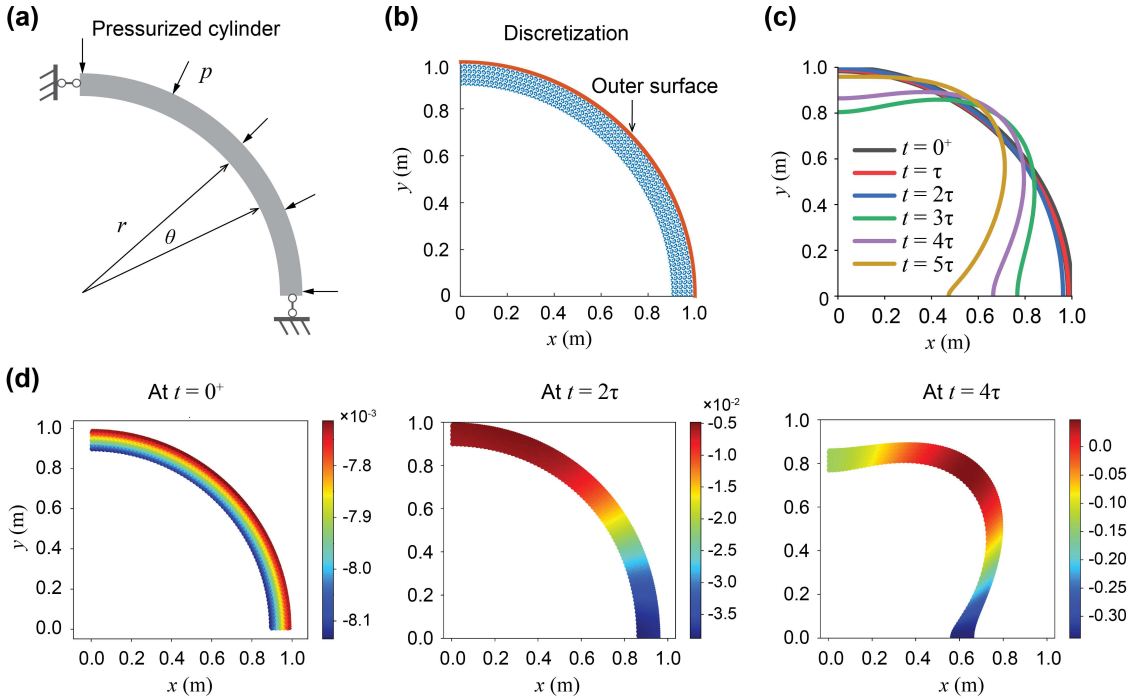 (a)
Pressurized cylinder
p
r
θ
(b)
Discretization
Outer surface
1.0
0.8
0.6
0.4
0.2
0
y (m)
0 0.2 0.4 0.6 0.8 1.0
x (m)
(c)
1.0
0.8
0.6
0.4
0.2
0
y (m)
t = 0⁺
t = τ
t = 2τ
t = 3τ
t = 4τ
t = 5τ
0 0.2 0.4 0.6 0.8 1.0
x (m)
(d)
At t = 0⁺
1.0
0.8
0.6
0.4
0.2
0.0
y (m)
0.0 0.2 0.4 0.6 0.8 1.0
x (m)
×10⁻³
-7.8
-7.9
-8.0
-8.1
At t = 2τ
1.0
0.8
0.6
0.4
0.2
0.0
0.0 0.2 0.4 0.6 0.8 1.0
x (m)
×10⁻²
-0.5
-1.0
-1.5
-2.0
-2.5
-3.0
-3.5
At t = 4τ
1.0
0.8
0.6
0.4
0.2
0.0
0.0 0.2 0.4 0.6 0.8 1.0
x (m)
0.0
-0.05
-0.10
-0.15
-0.20
-0.25
-0.30